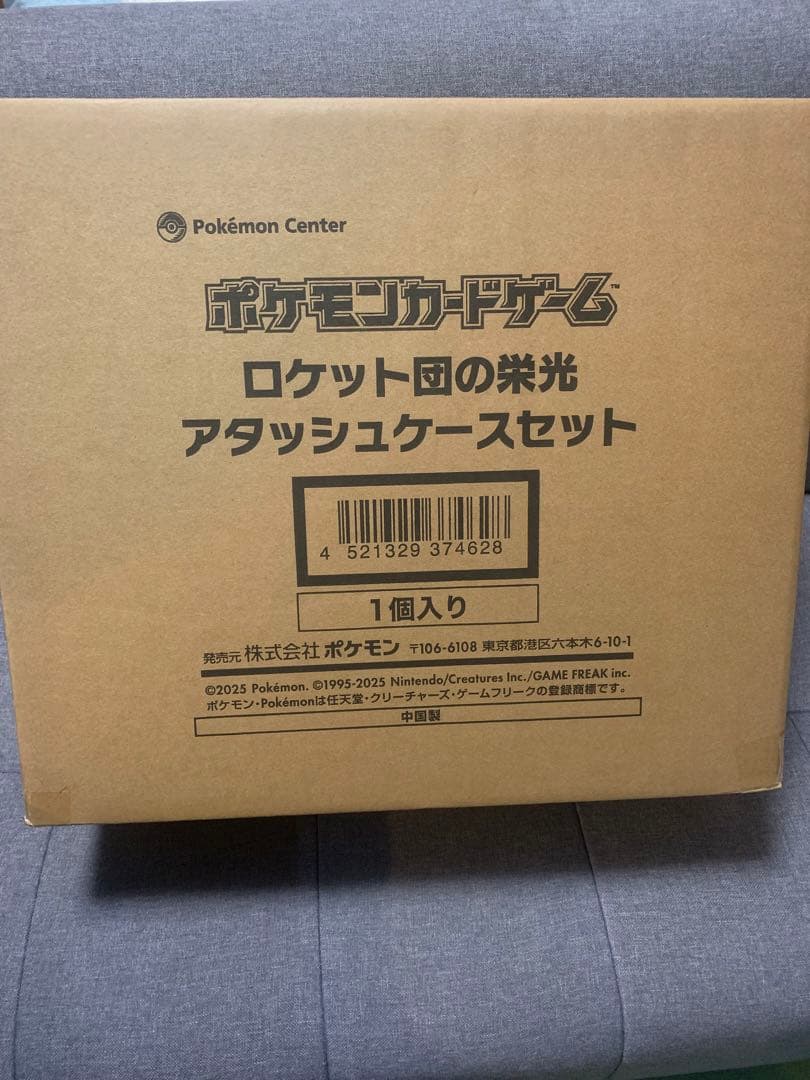 Pokémon Center
ポケモンカードゲーム™
ロケット団の栄光
アタッシュケースセット
4 521329 374628
1個入り
発売元 株式会社 ポケモン 〒106-6108 東京都港区六本木6-10-1
©2025 Pokémon. ©1995-2025 Nintendo/Creatures Inc./GAME FREAK inc.
ポケモン・Pokémonは任天堂・クリーチャーズ・ゲームフリークの登録商標です。
中国製